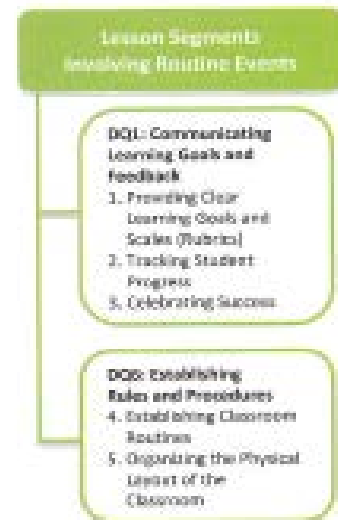 Lesson Segments
Involving Routine Events
DQ1: Communicating
Learning Goals and
Feedback
1. Providing Clear
Learning Goals and
Scales (Rubrics)
2. Tracking Student
Progress
3. Celebrating Success
DQ6: Establishing
Rules and Procedures
4. Establishing Classroom
Routines
5. Organizing the Physical
Layout of the
Classroom